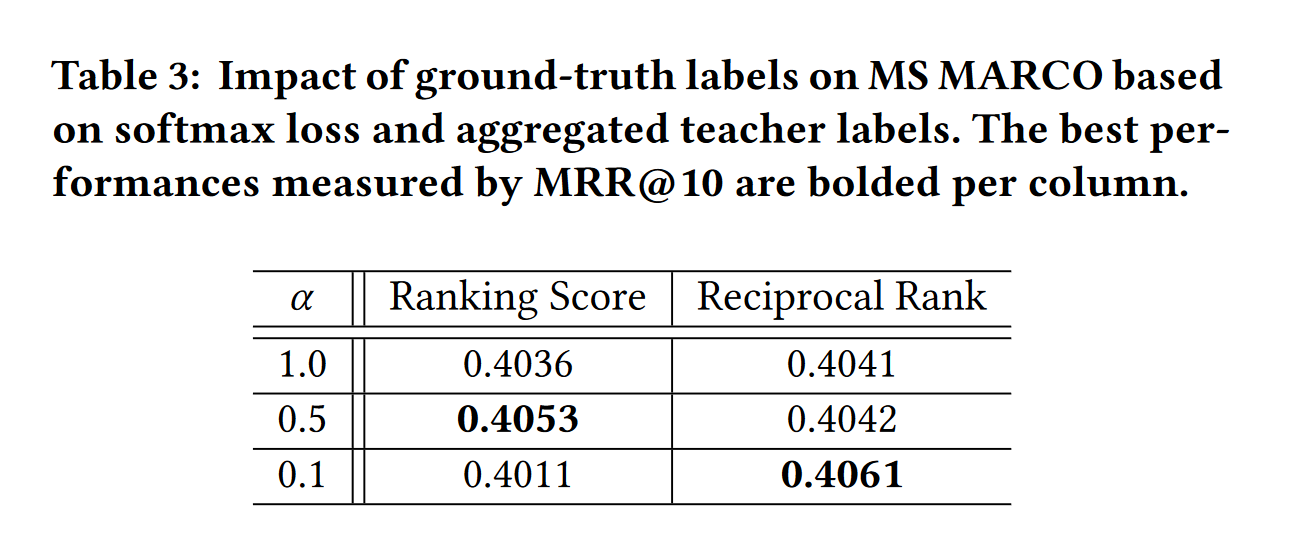 Table 3: Impact of ground-truth labels on MS MARCO based
on softmax loss and aggregated teacher labels. The best per-
formances measured by MRR@10 are bolded per column.
α Ranking Score Reciprocal Rank
1.0 0.4036 0.4041
0.5 0.4053 0.4042
0.1 0.4011 0.4061